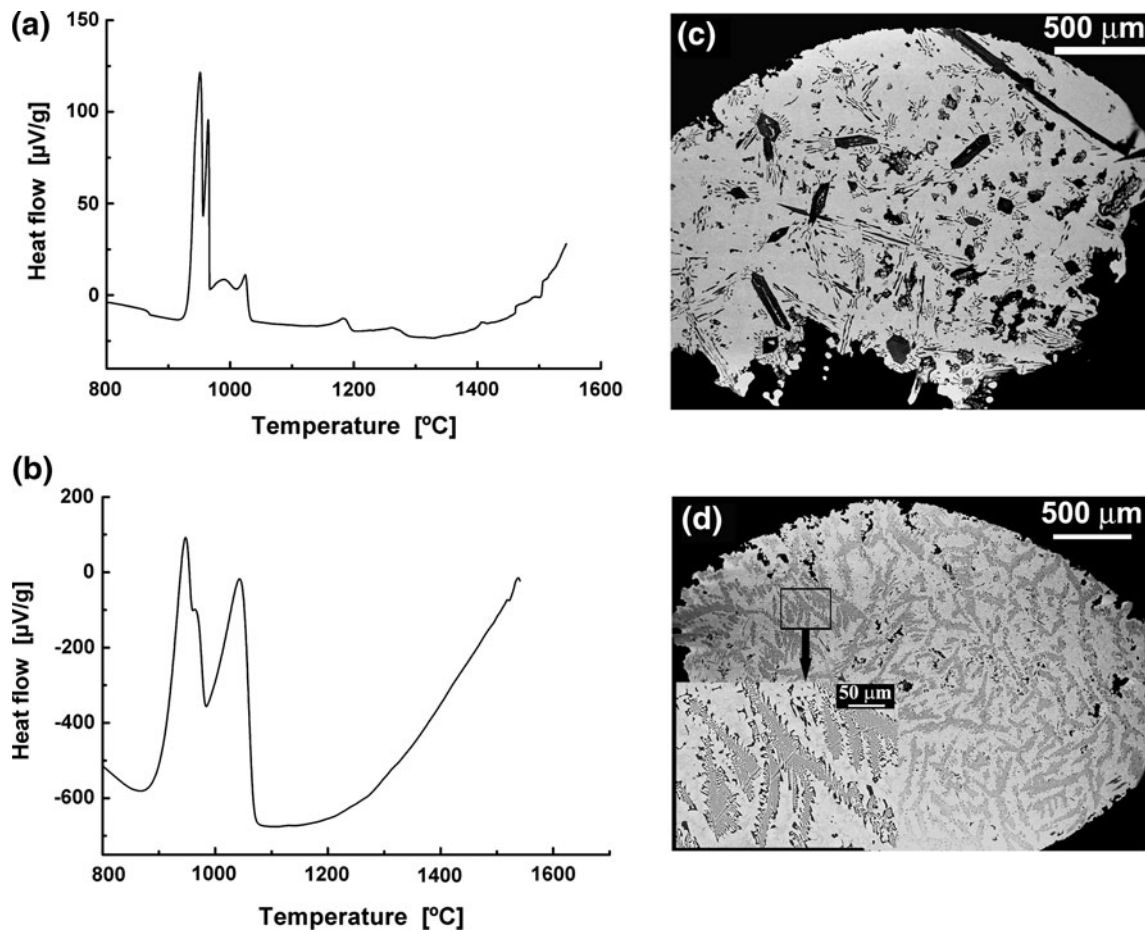 (a)
150
100
50
0
Heat flow [µV/g]
800 1000 1200 1400 1600
Temperature [ºC]
(c)
500 µm
(b)
200
0
-200
-400
-600
Heat flow [µV/g]
800 1000 1200 1400 1600
Temperature [ºC]
(d)
500 µm
50 µm